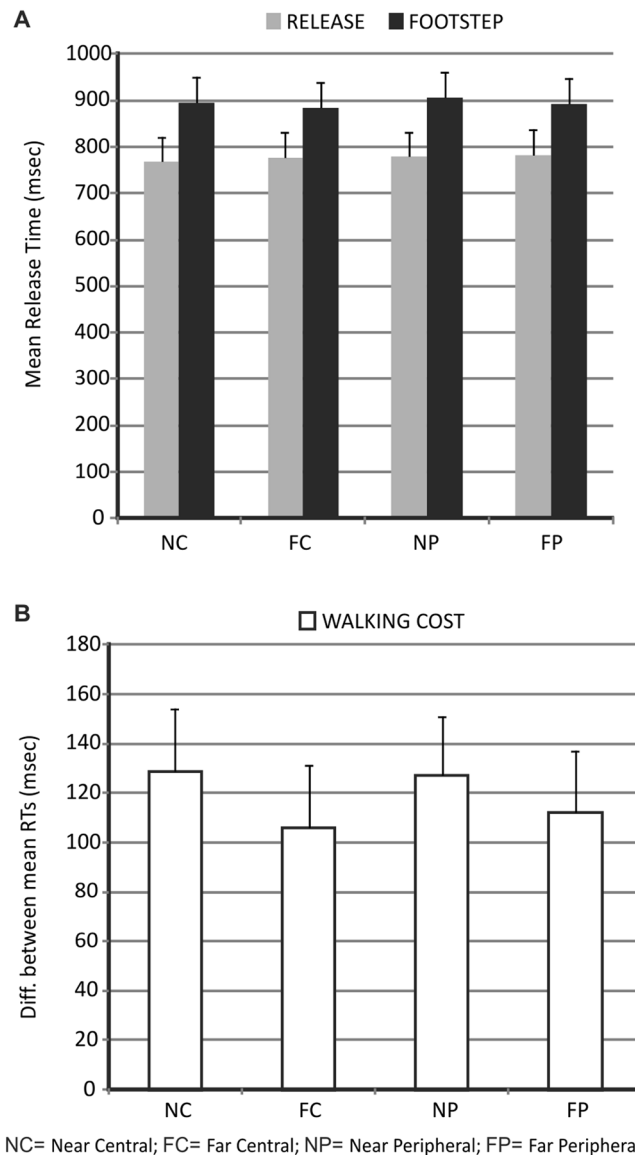 A
RELEASE FOOTSTEP
1000
900
800
700
600
500
400
300
200
100
0
Mean Release Time (msec)
NC FC NP FP
B
WALKING COST
180
160
140
120
100
80
60
40
20
0
Diff. between mean RTs (msec)
NC FC NP FP
NC= Near Central; FC= Far Central; NP= Near Peripheral; FP= Far Periphera